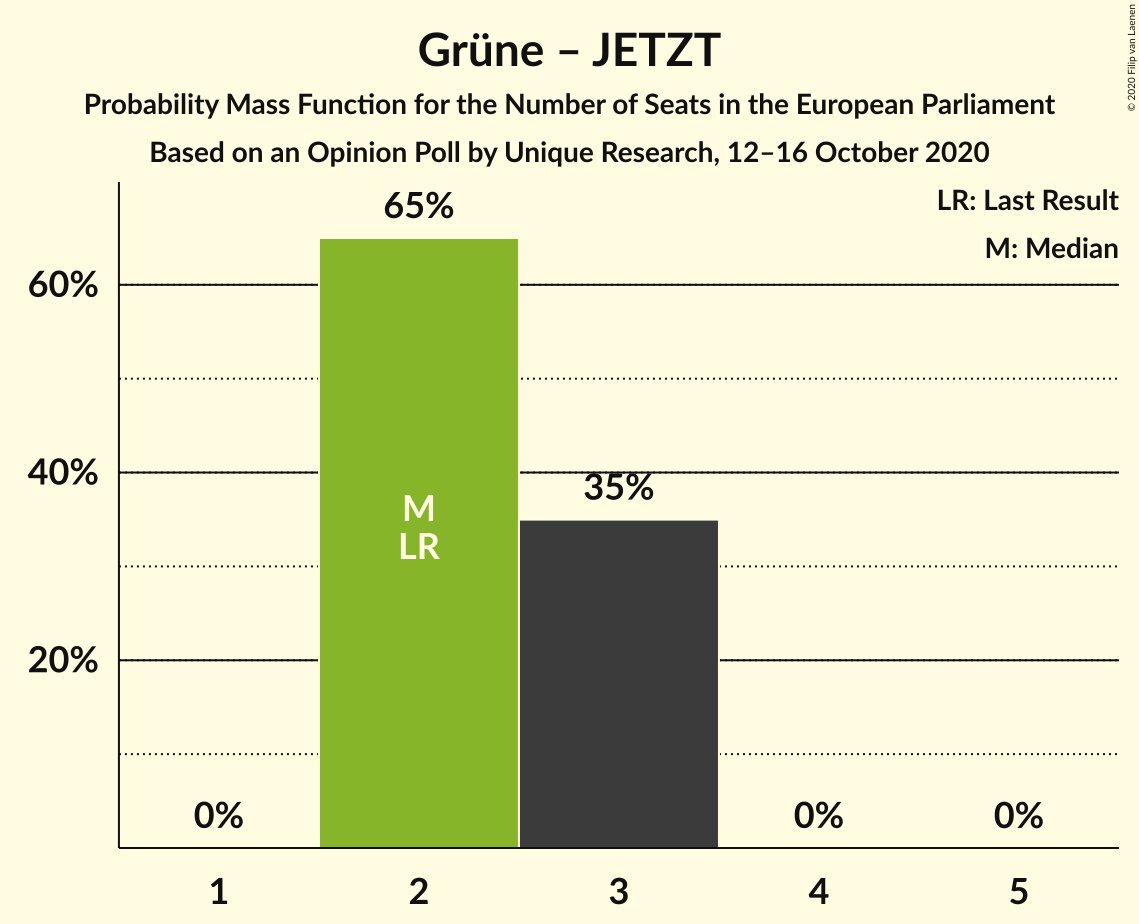 Grüne – JETZT
Probability Mass Function for the Number of Seats in the European Parliament
Based on an Opinion Poll by Unique Research, 12–16 October 2020
© 2020 Filip van Laenen
LR: Last Result
M: Median
65%
60%
40%
35%
M
LR
20%
0%
0%
0%
1
2
3
4
5